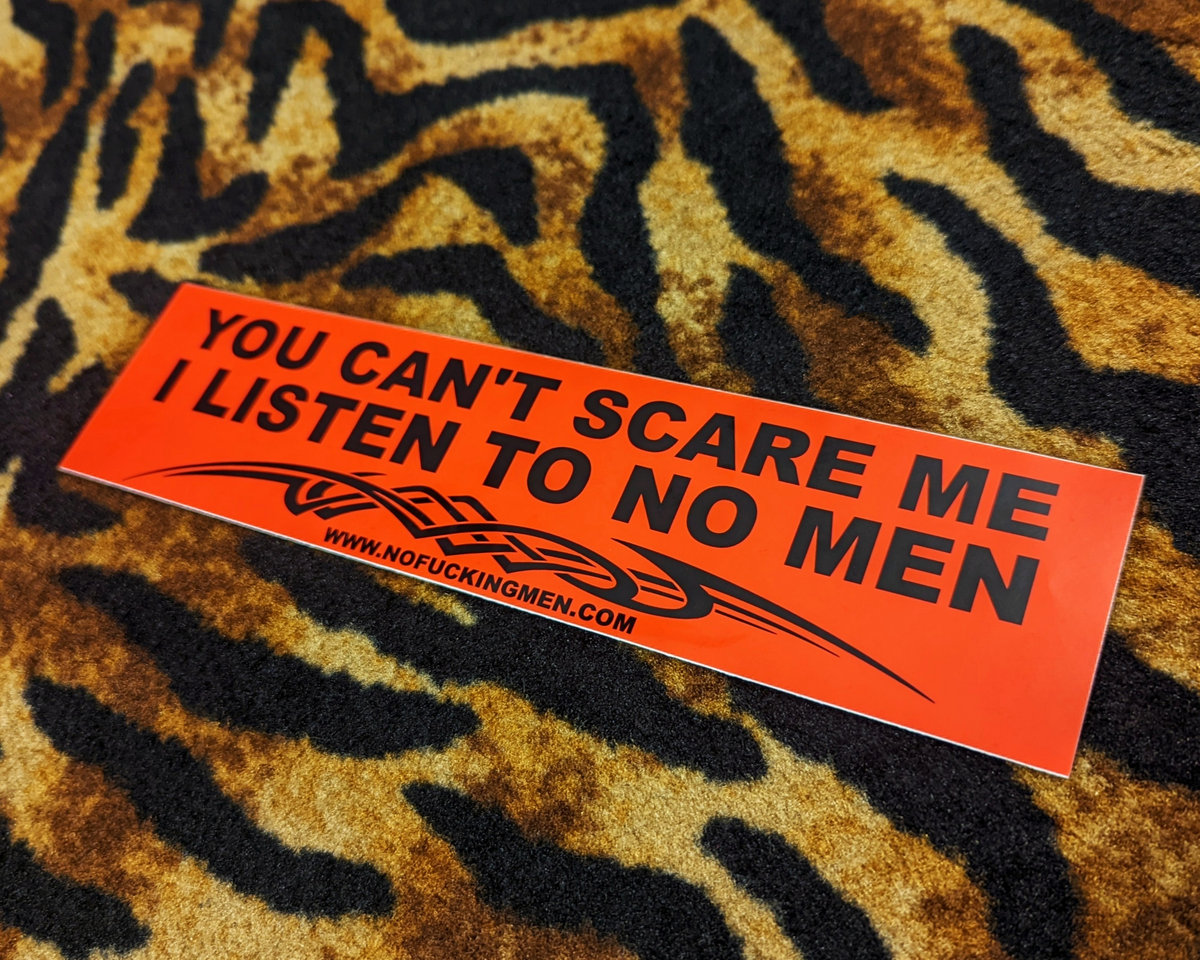 YOU CAN'T SCARE ME
I LISTEN TO NO MEN
WWW.NOFUCKINGMEN.COM